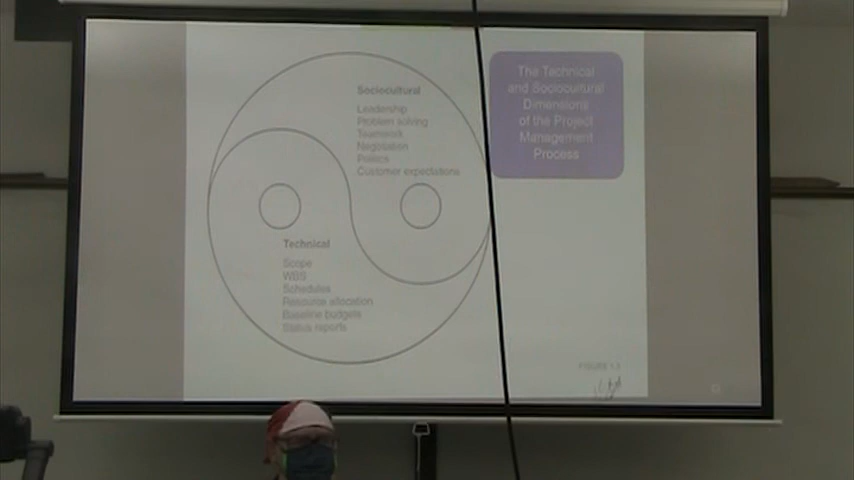 Sociocultural
Leadership
Problem solving
Teamwork
Negotiation
Politics
Customer expectations
The Technical
and Sociocultural
Dimensions
of the Project
Management
Process
Technical
Scope
WBS
Schedules
Resource allocation
Baseline budgets
Status reports